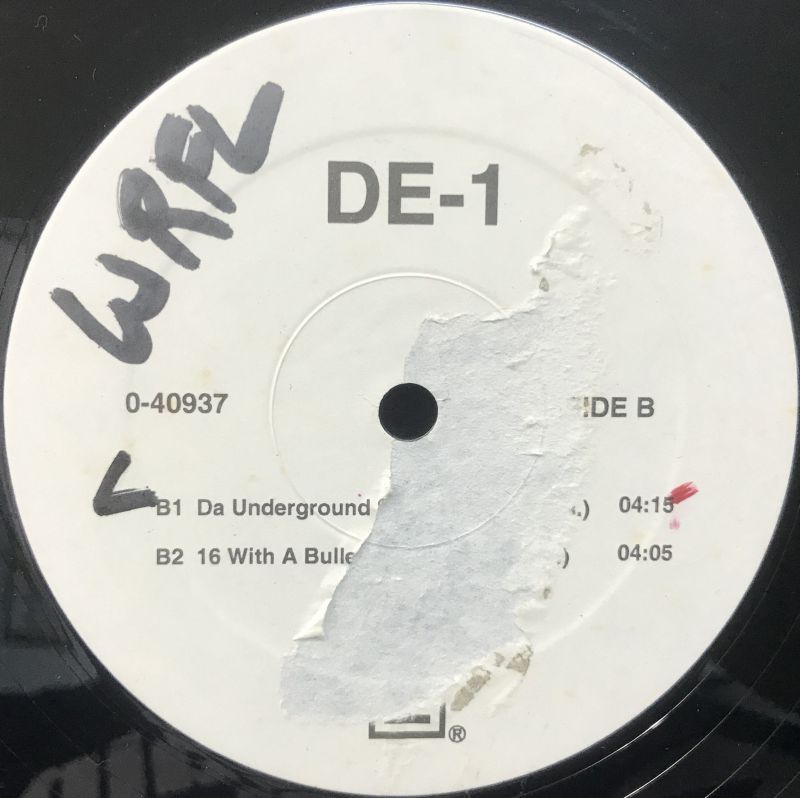 WRFL
DE-1
0-40937
IDE B
B1 Da Underground .) 04:15
B2 16 With A Bulle .) 04:05
®